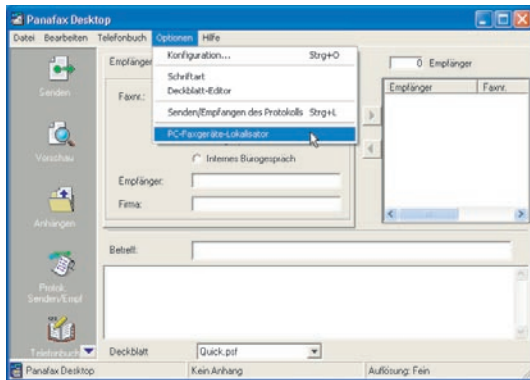 Panafax Desktop
Datei Bearbeiten Telefonbuch Optionen Hilfe
Konfiguration... Strg+O
Schriftart
Deckblatt-Editor
Senden/Empfangen des Protokolls Strg+L
PC-Faxgeräte-Lokalisator
Senden
Vorschau
Anhängen
Protok.
Senden/Empf
Telefonbuch
Empfänger
Faxnr.:
Internes Bürogespräch
Empfänger:
Firma:
0 Empfänger
Empfänger Faxnr.
Betreff:
Deckblatt Quick.psf
Panafax Desktop Kein Anhang Auflösung: Fein